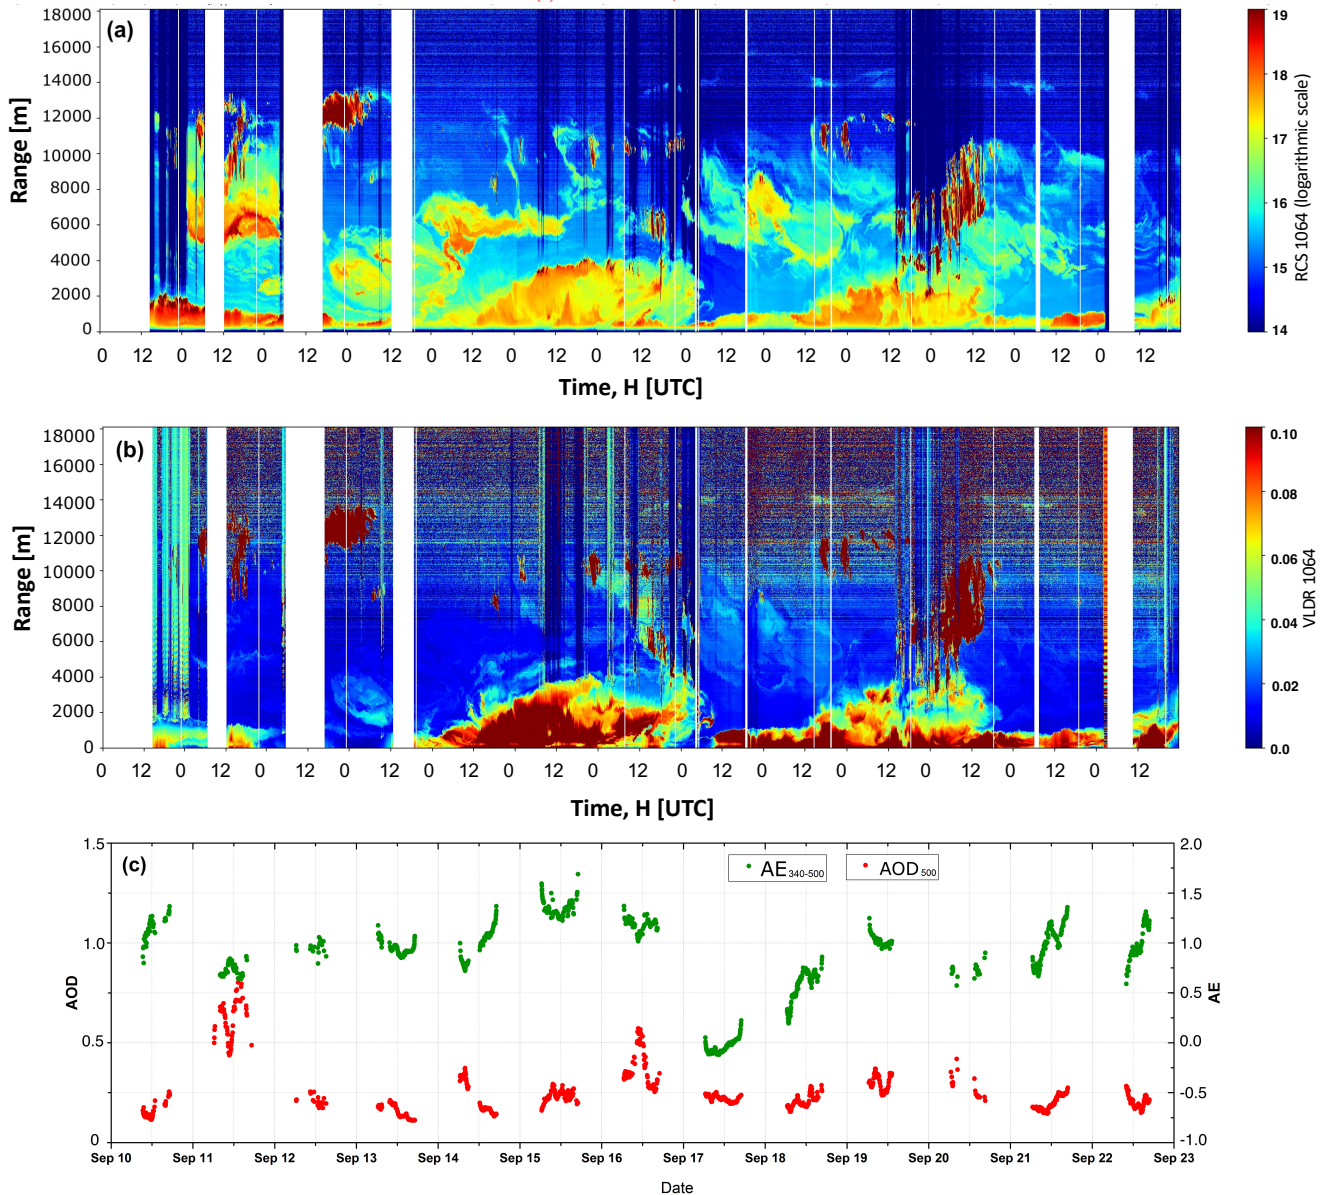 (a)
18000
16000
14000
12000
10000
8000
6000
4000
2000
0
Range [m]
0 12 0 12 0 12 0 12 0 12 0 12 0 12 0 12 0 12 0 12 0 12 0 12 0 12
Time, H [UTC]
19
18
17
16
15
14
RCS 1064 (logarithmic scale)
(b)
18000
16000
14000
12000
10000
8000
6000
4000
2000
0
Range [m]
0 12 0 12 0 12 0 12 0 12 0 12 0 12 0 12 0 12 0 12 0 12 0 12 0 12
Time, H [UTC]
0.10
0.08
0.06
0.04
0.02
0.0
VLDR 1064
(c)
AE340-500
AOD500
1.5
1.0
0.5
0
AOD
2.0
1.5
1.0
0.5
0.0
-0.5
-1.0
AE
Sep 10 Sep 11 Sep 12 Sep 13 Sep 14 Sep 15 Sep 16 Sep 17 Sep 18 Sep 19 Sep 20 Sep 21 Sep 22 Sep 23
Date